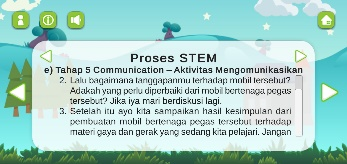 Proses STEM
e) Tahap 5 Communication – Aktivitas Mengomunikasikan
2. Lalu bagaimana tanggapanmu terhadap mobil tersebut?
Adakah yang perlu diperbaiki dari mobil bertenaga pegas
tersebut? Jika iya mari berdiskusi lagi.
3. Setelah itu ayo kita sampaikan hasil kesimpulan dari
pembuatan mobil bertenaga pegas tersebut terhadap
materi gaya dan gerak yang sedang kita pelajari. Jangan